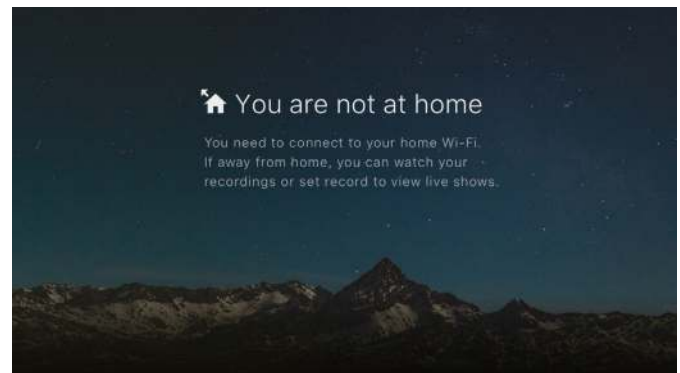 You are not at home
You need to connect to your home Wi-Fi.
If away from home, you can watch your
recordings or set record to view live shows.